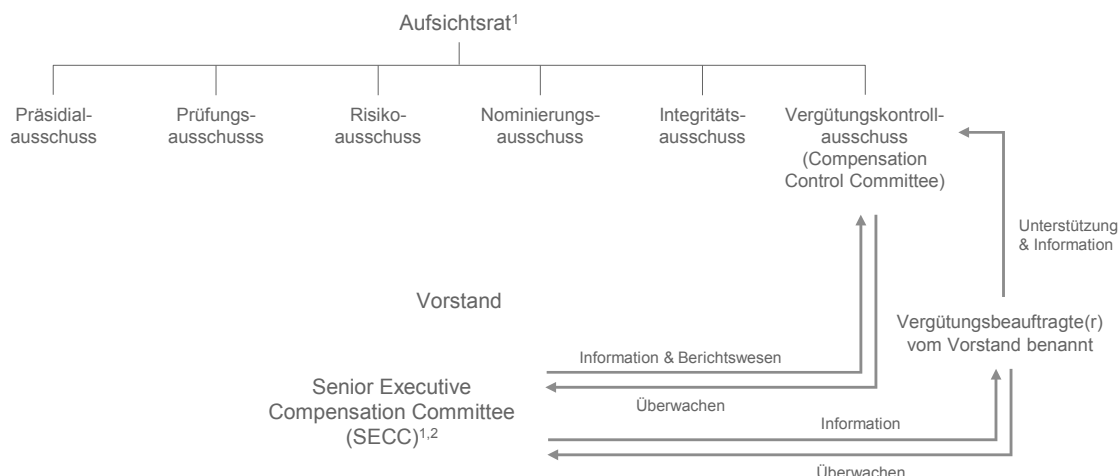 Aufsichtsrat1
Präsidial-
ausschuss
Prüfungs-
ausschusss
Risiko-
ausschuss
Nominierungs-
ausschuss
Integritäts-
ausschuss
Vergütungskontroll-
ausschuss
(Compensation
Control Committee)
Unterstützung
& Information
Vorstand
Vergütungsbeauftragte(r)
vom Vorstand benannt
Information & Berichtswesen
Senior Executive
Compensation Committee
(SECC)1,2
Überwachen
Information
Überwachen